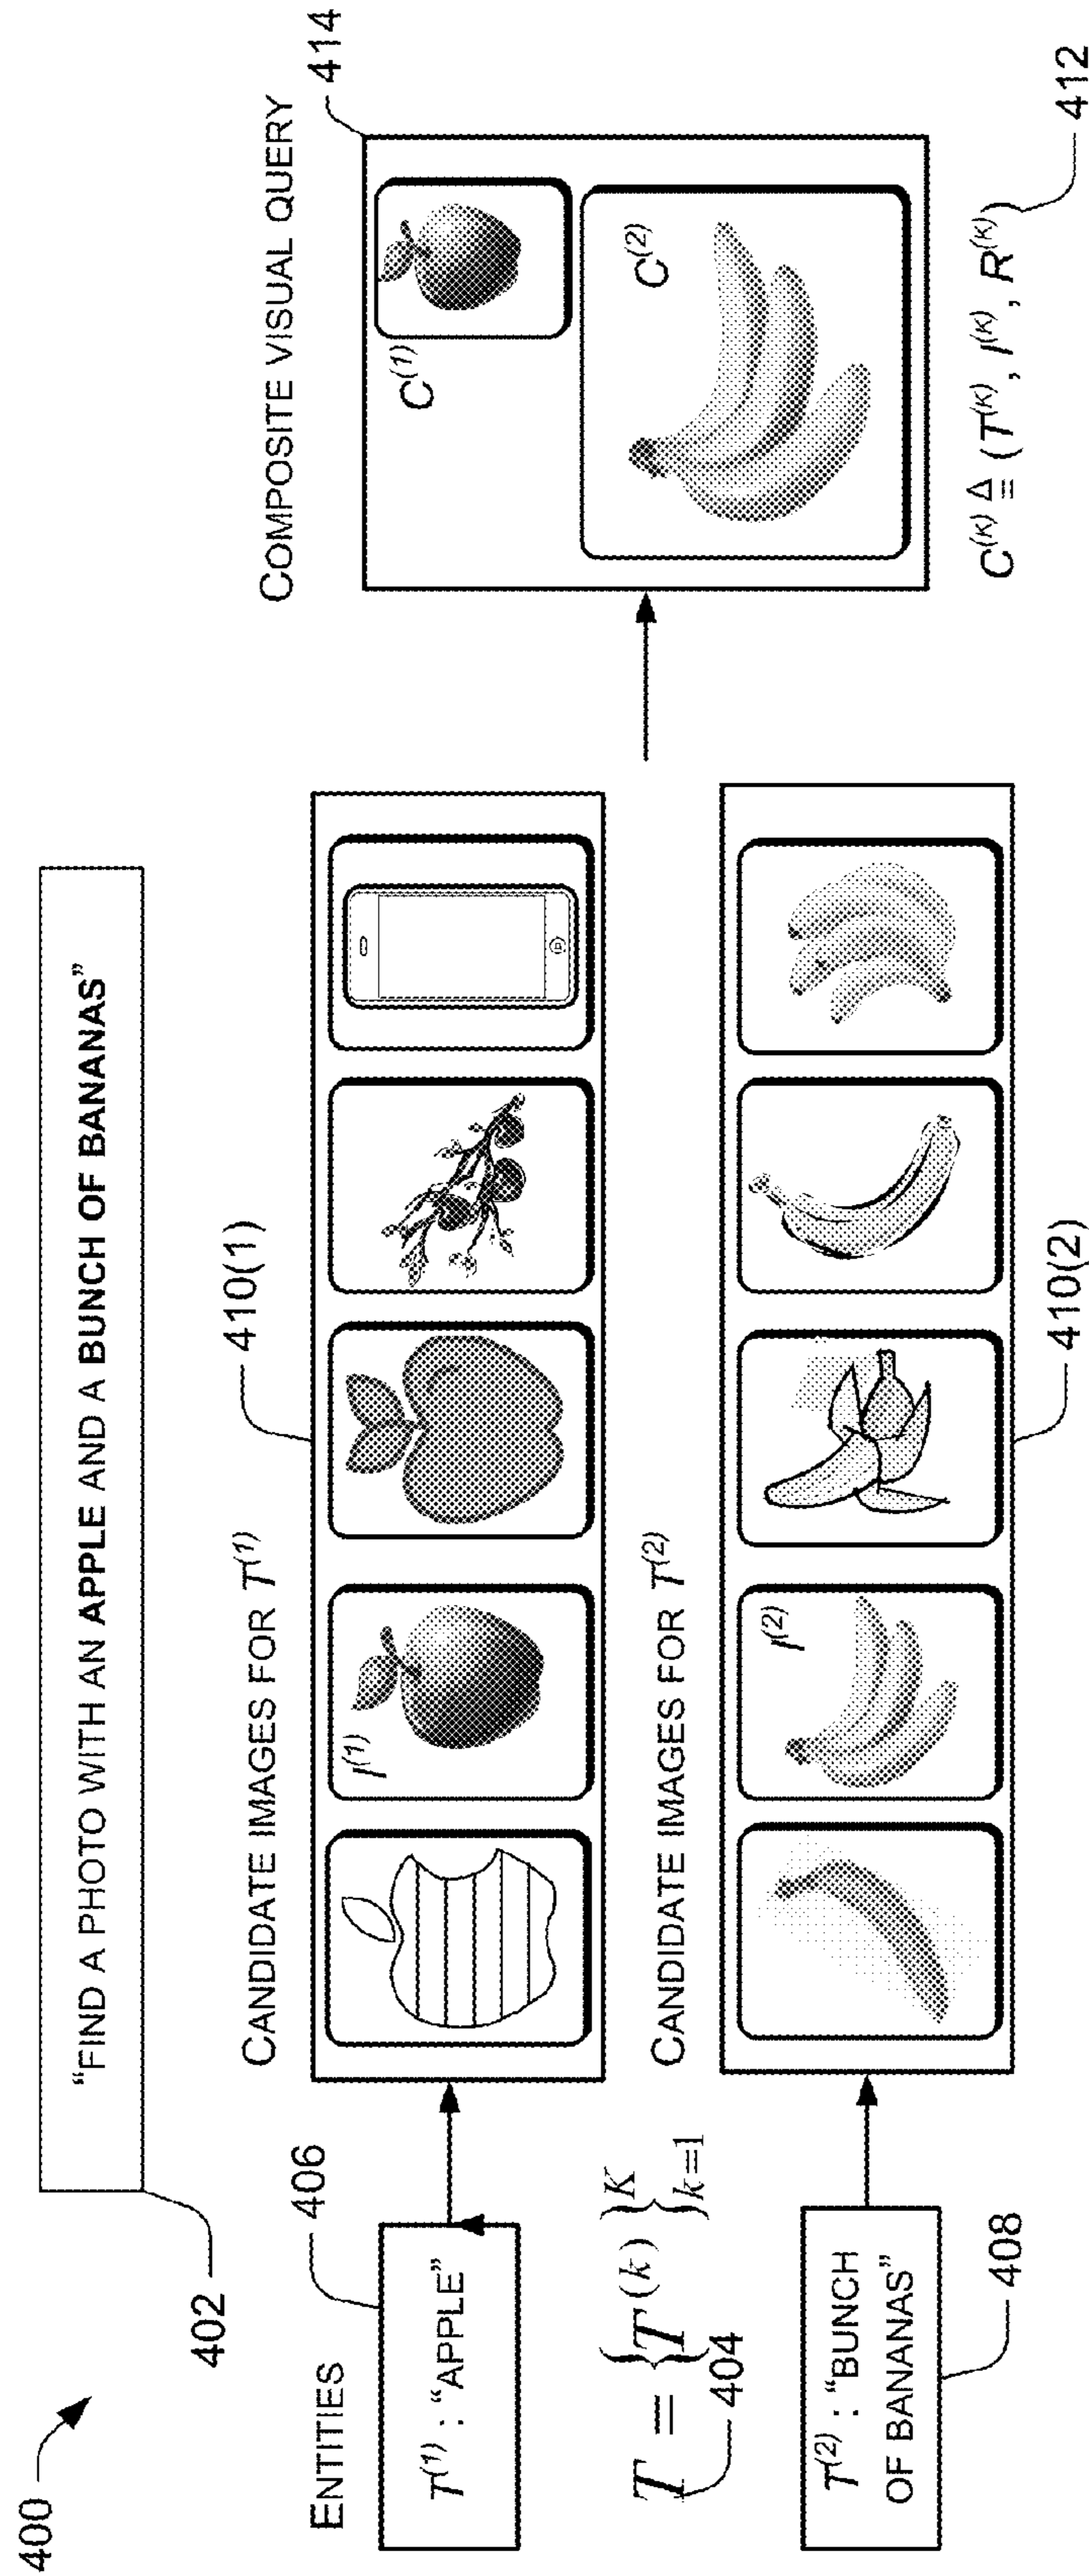 400
"FIND A PHOTO WITH AN APPLE AND A BUNCH OF BANANAS"
402
ENTITIES
406
T(1) : "APPLE"
T = {T(k)}Kk=1
404
T(2) : "BUNCH
OF BANANAS"
408
CANDIDATE IMAGES FOR T(1)
410(1)
I(1)
CANDIDATE IMAGES FOR T(2)
I(2)
410(2)
COMPOSITE VISUAL QUERY
414
C(1)
C(2)
C(K) ≜ (T(K), I(K), R(K))
412